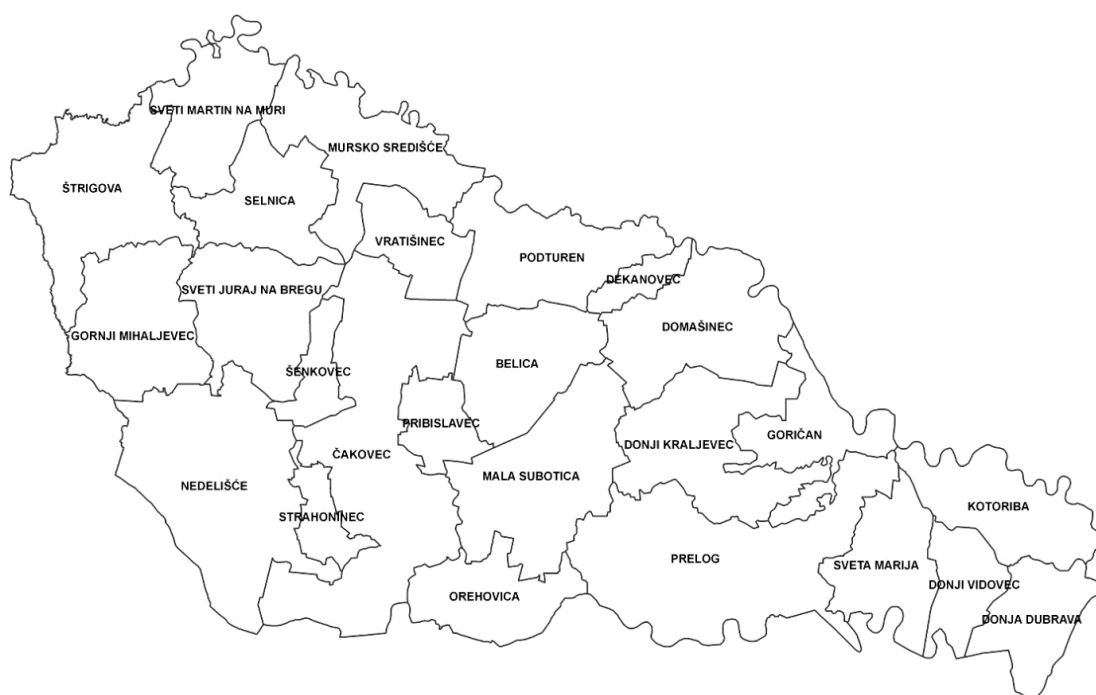 SVETI MARTIN NA MURI
MURSKO SREDIŠĆE
ŠTRIGOVA
SELNICA
VRATIŠINEC
PODTUREN
DEKANOVEC
SVETI JURAJ NA BREGU
DOMAŠINEC
GORNJI MIHALJEVEC
BELICA
ŠENKOVEC
PRIBISLAVEC
GORIČAN
DONJI KRALJEVEC
ČAKOVEC
MALA SUBOTICA
NEDELIŠĆE
KOTORIBA
STRAHONINEC
PRELOG
SVETA MARIJA
DONJI VIDOVEC
OREHOVICA
DONJA DUBRAVA